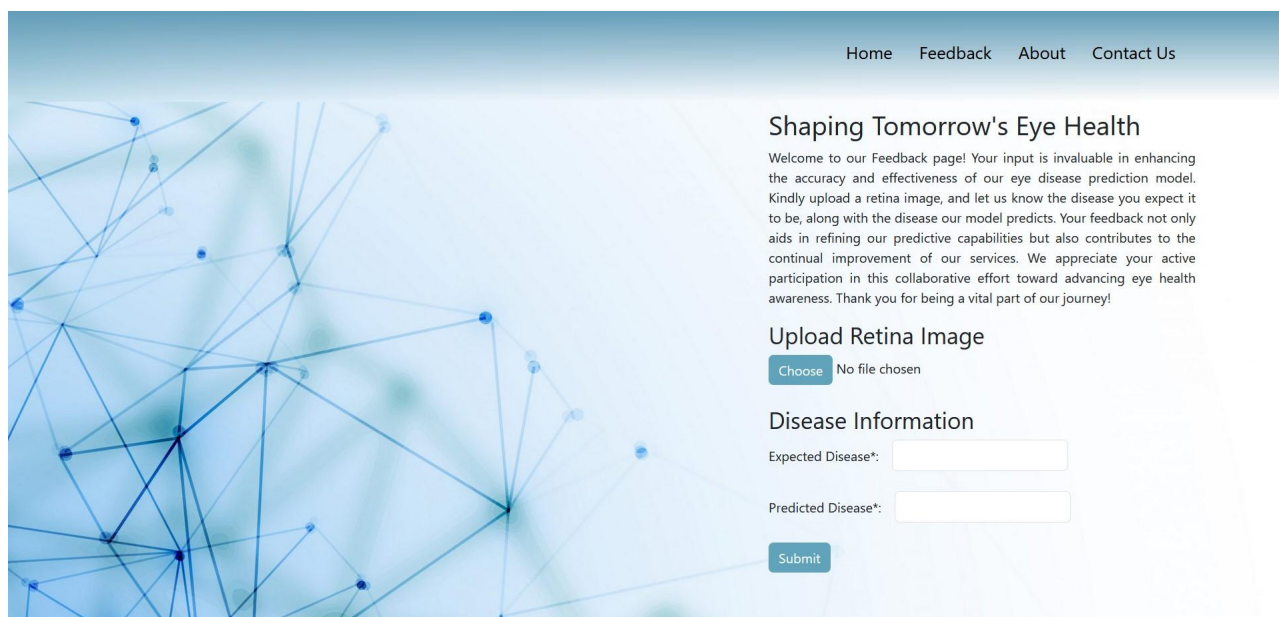 Home Feedback About Contact Us
Shaping Tomorrow's Eye Health
Welcome to our Feedback page! Your input is invaluable in enhancing
the accuracy and effectiveness of our eye disease prediction model.
Kindly upload a retina image, and let us know the disease you expect it
to be, along with the disease our model predicts. Your feedback not only
aids in refining our predictive capabilities but also contributes to the
continual improvement of our services. We appreciate your active
participation in this collaborative effort toward advancing eye health
awareness. Thank you for being a vital part of our journey!
Upload Retina Image
Choose No file chosen
Disease Information
Expected Disease*:
Predicted Disease*:
Submit